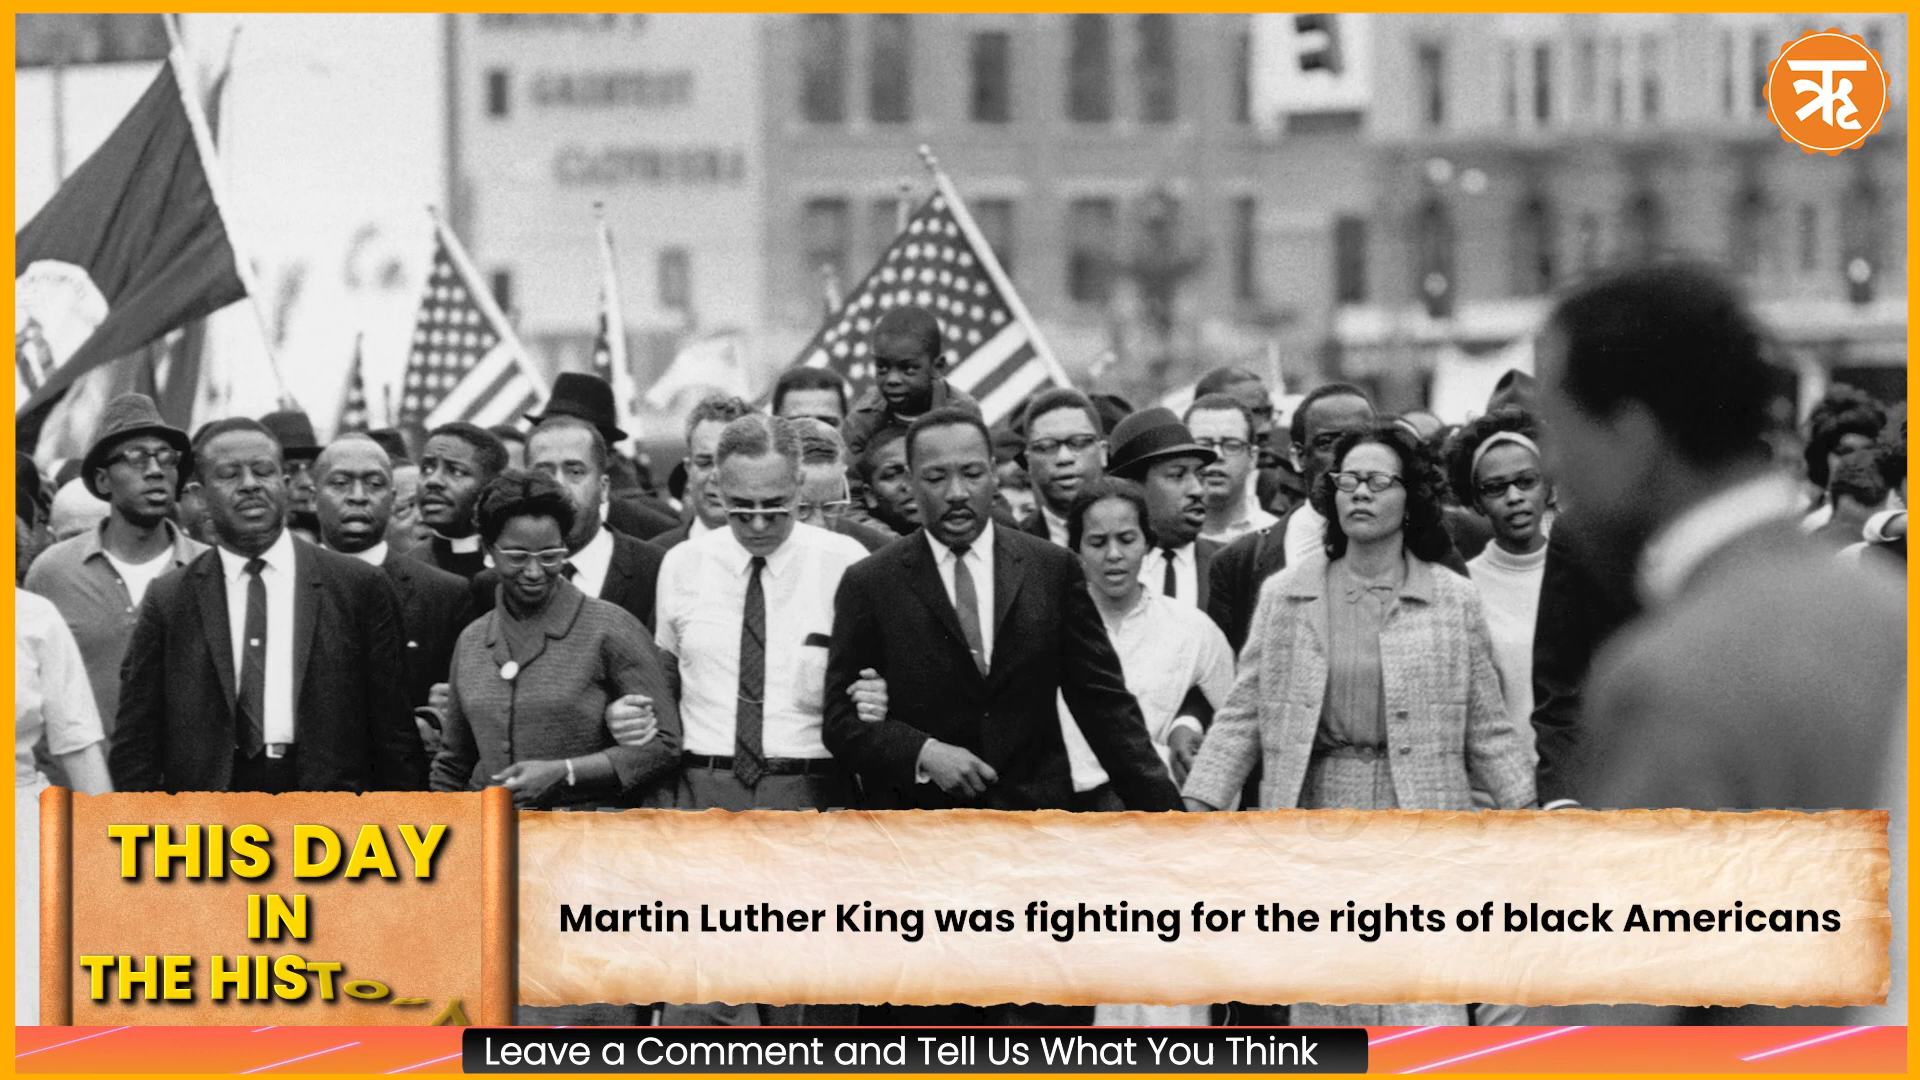 ऋ
THIS DAY
IN
THE HISTORY
Martin Luther King was fighting for the rights of black Americans
Leave a Comment and Tell Us What You Think